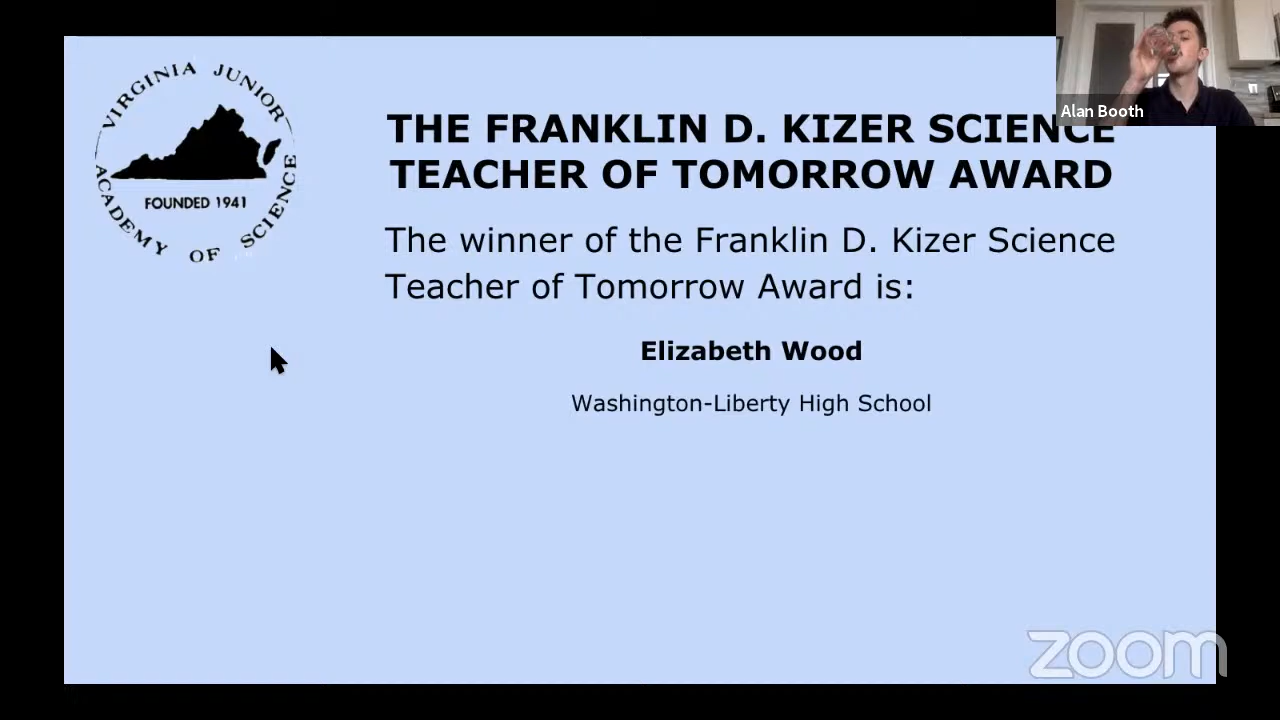 VIRGINIA JUNIOR
ACADEMY OF SCIENCE
FOUNDED 1941
THE FRANKLIN D. KIZER SCIENCE
TEACHER OF TOMORROW AWARD
The winner of the Franklin D. Kizer Science
Teacher of Tomorrow Award is:
Elizabeth Wood
Washington-Liberty High School
Alan Booth
zoom